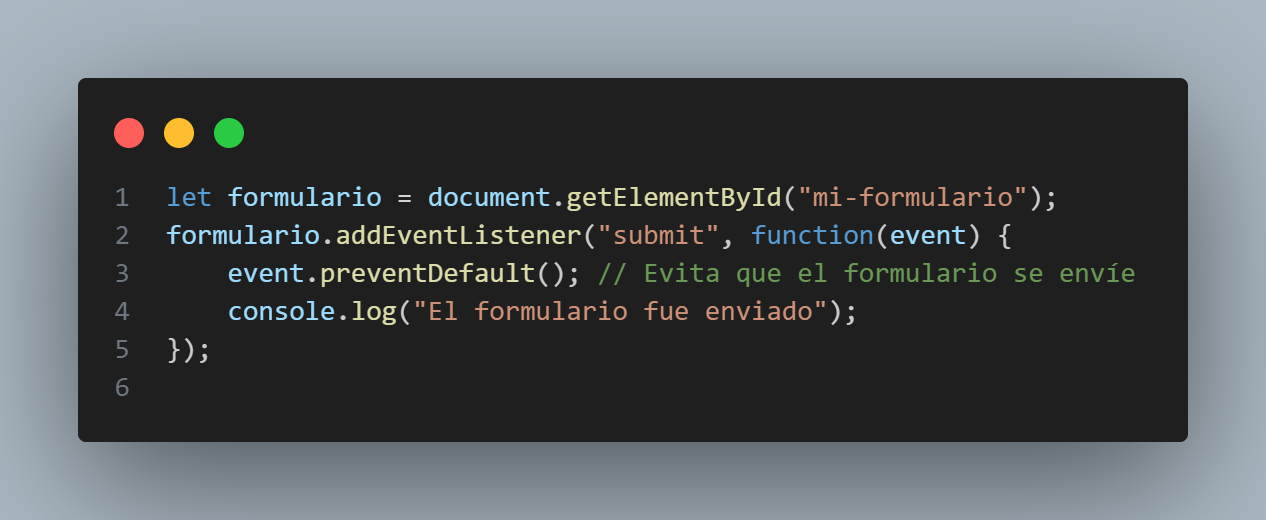 1 let formulario = document.getElementById("mi-formulario");
2 formulario.addEventListener("submit", function(event) {
3     event.preventDefault(); // Evita que el formulario se envíe
4     console.log("El formulario fue enviado");
5 });
6